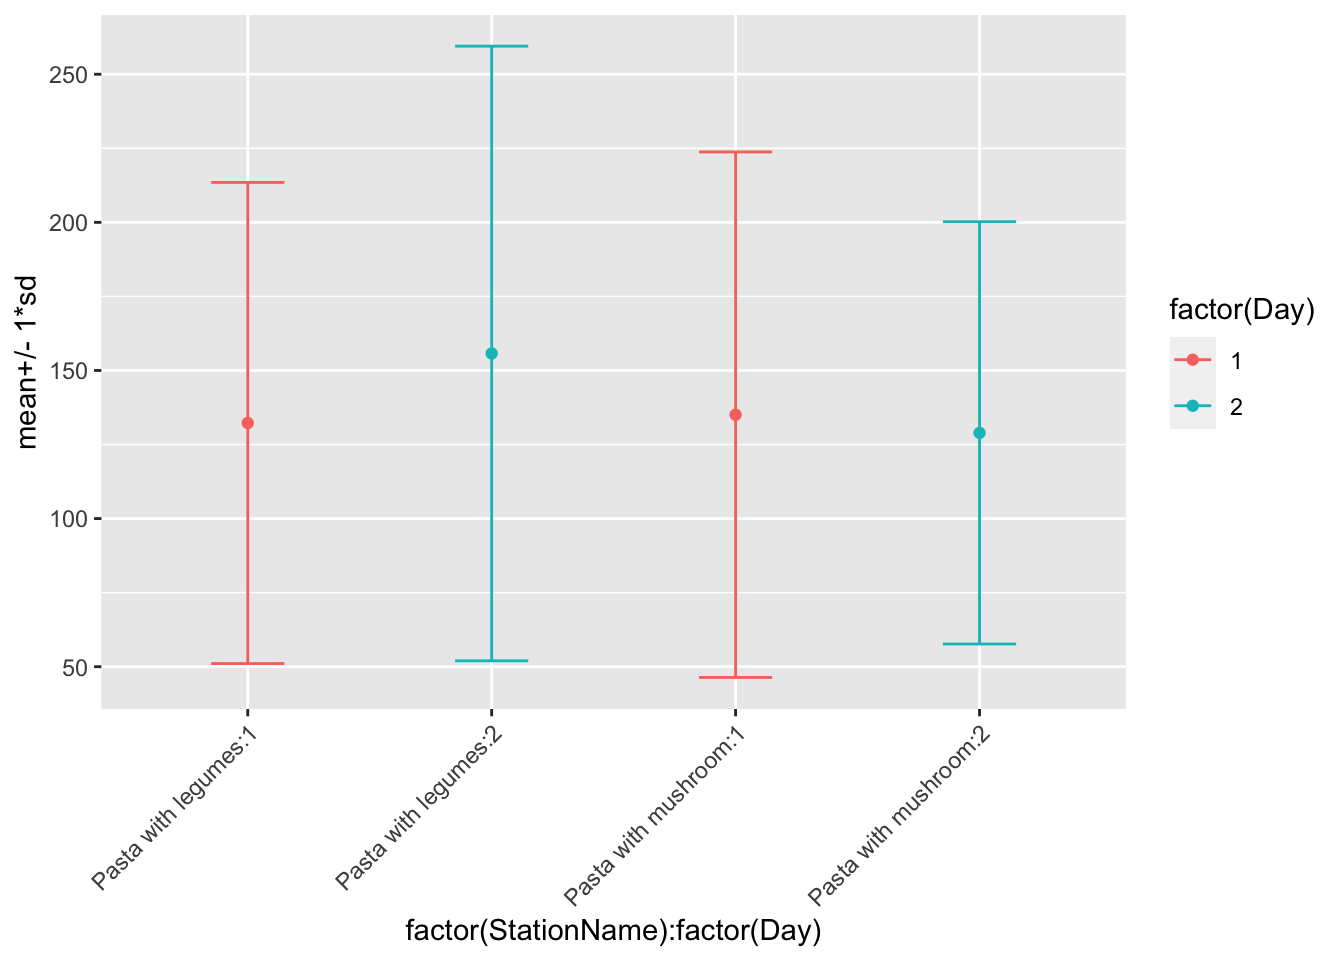 250
200
150
100
50
mean+/- 1*sd
Pasta with legumes:1
Pasta with legumes:2
Pasta with mushroom:1
Pasta with mushroom:2
factor(StationName):factor(Day)
factor(Day)
1
2